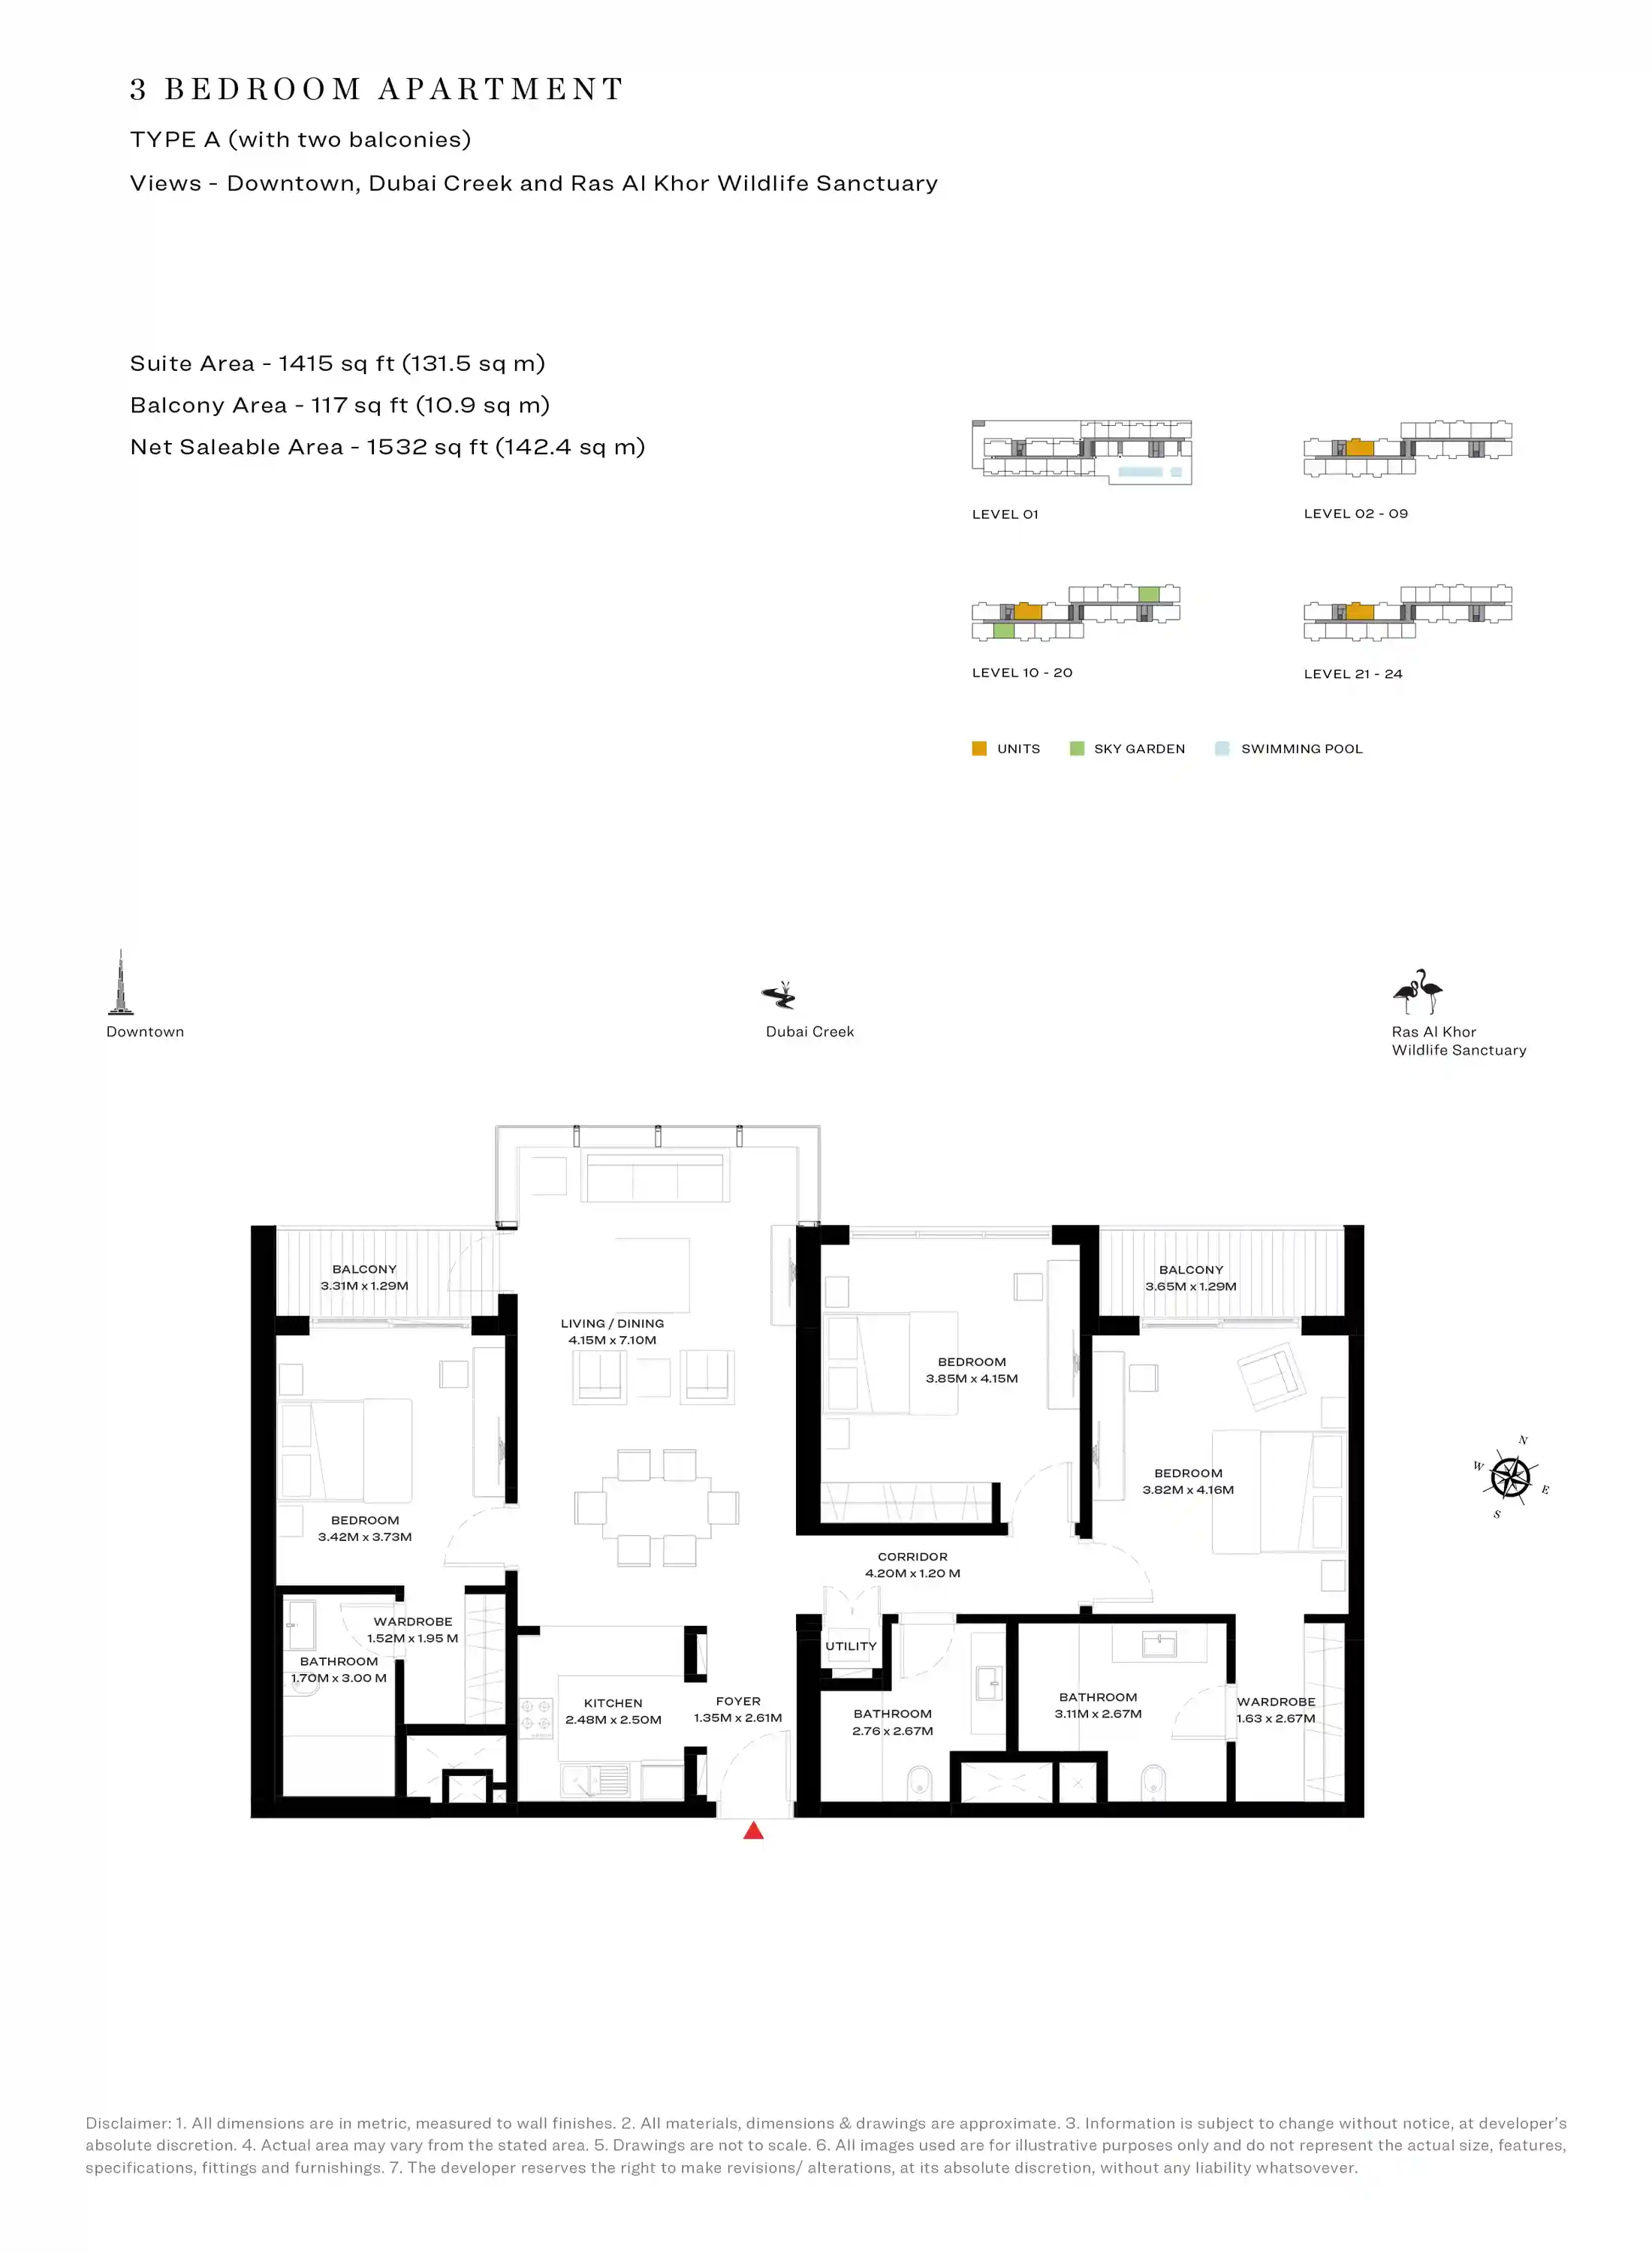 3 BEDROOM APARTMENT
TYPE A (with two balconies)
Views - Downtown, Dubai Creek and Ras Al Khor Wildlife Sanctuary
Suite Area - 1415 sq ft (131.5 sq m)
Balcony Area - 117 sq ft (10.9 sq m)
Net Saleable Area - 1532 sq ft (142.4 sq m)
LEVEL 01
LEVEL 02 - 09
LEVEL 10 - 20
LEVEL 21 - 24
UNITS
SKY GARDEN
SWIMMING POOL
Downtown
Dubai Creek
Ras Al Khor
Wildlife Sanctuary
BALCONY
3.31M x 1.29M
BALCONY
3.65M x 1.29M
LIVING / DINING
4.15M x 7.10M
BEDROOM
3.85M x 4.15M
BEDROOM
3.82M x 4.16M
N
W
E
S
BEDROOM
3.42M x 3.73M
CORRIDOR
4.20M x 1.20 M
WARDROBE
1.52M x 1.95 M
UTILITY
BATHROOM
1.70M x 3.00 M
KITCHEN
2.48M x 2.50M
FOYER
1.35M x 2.61M
BATHROOM
2.76 x 2.67M
BATHROOM
3.11M x 2.67M
WARDROBE
1.63 x 2.67M
Disclaimer: 1. All dimensions are in metric, measured to wall finishes. 2. All materials, dimensions & drawings are approximate. 3. Information is subject to change without notice, at developer's
absolute discretion. 4. Actual area may vary from the stated area. 5. Drawings are not to scale. 6. All images used are for illustrative purposes only and do not represent the actual size, features,
specifications, fittings and furnishings. 7. The developer reserves the right to make revisions/ alterations, at its absolute discretion, without any liability whatsovever.